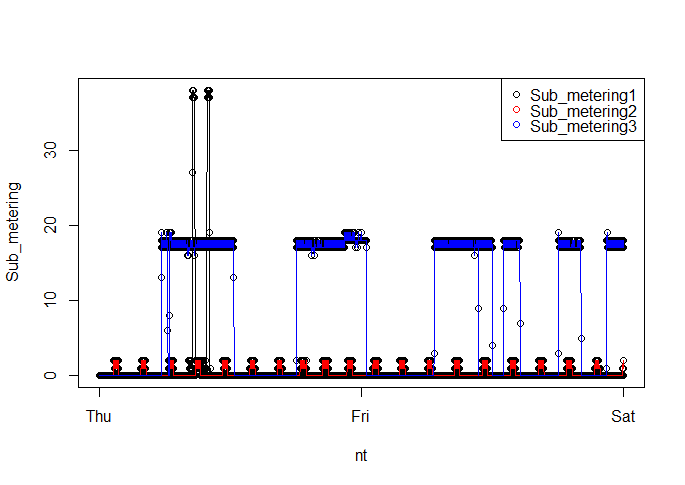 Sub_metering1
Sub_metering2
Sub_metering3
Sub_metering
30
20
10
0
Thu Fri Sat
nt